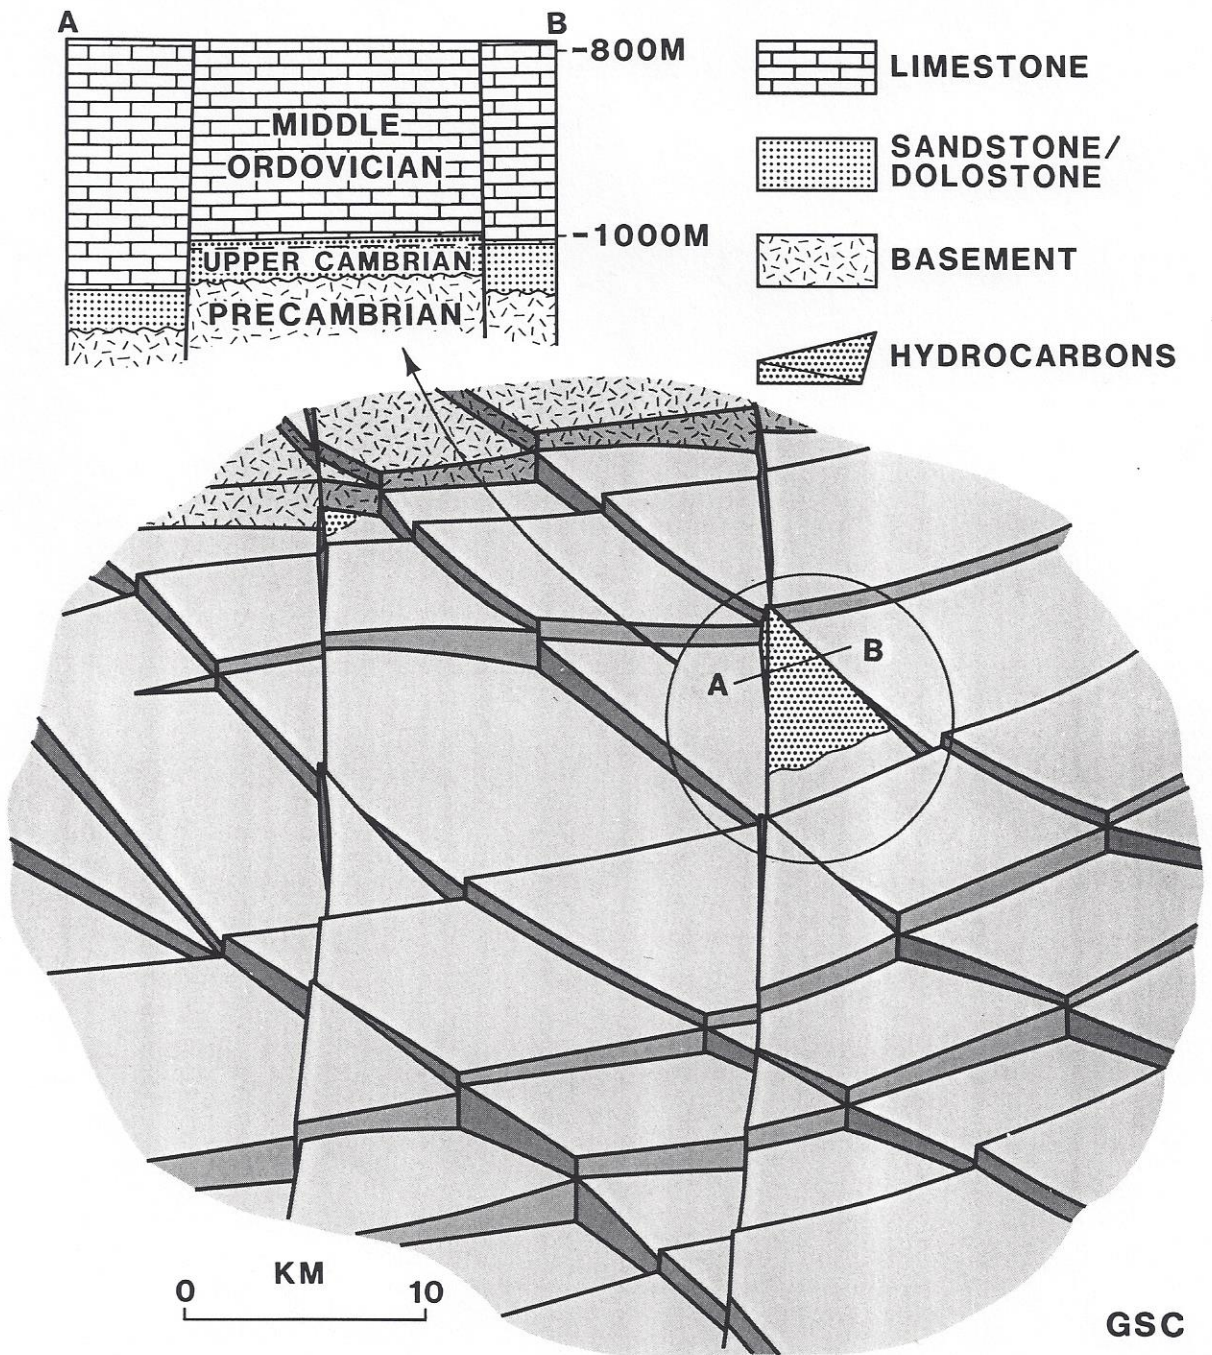 A
B
-800M
MIDDLE
ORDOVICIAN
-1000M
UPPER CAMBRIAN
PRECAMBRIAN
LIMESTONE
SANDSTONE/
DOLOSTONE
BASEMENT
HYDROCARBONS
A
B
KM
0
10
GSC